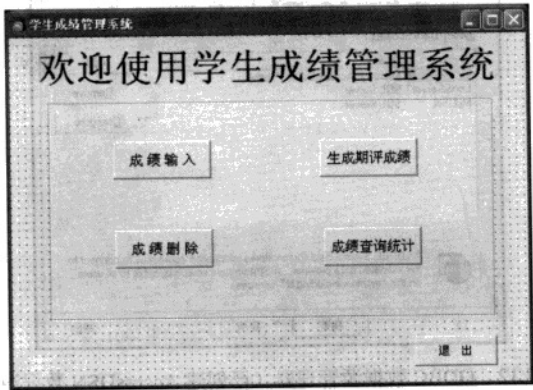 学生成绩管理系统
欢迎使用学生成绩管理系统
成绩输入
生成期评成绩
成绩删除
成绩查询统计
退出